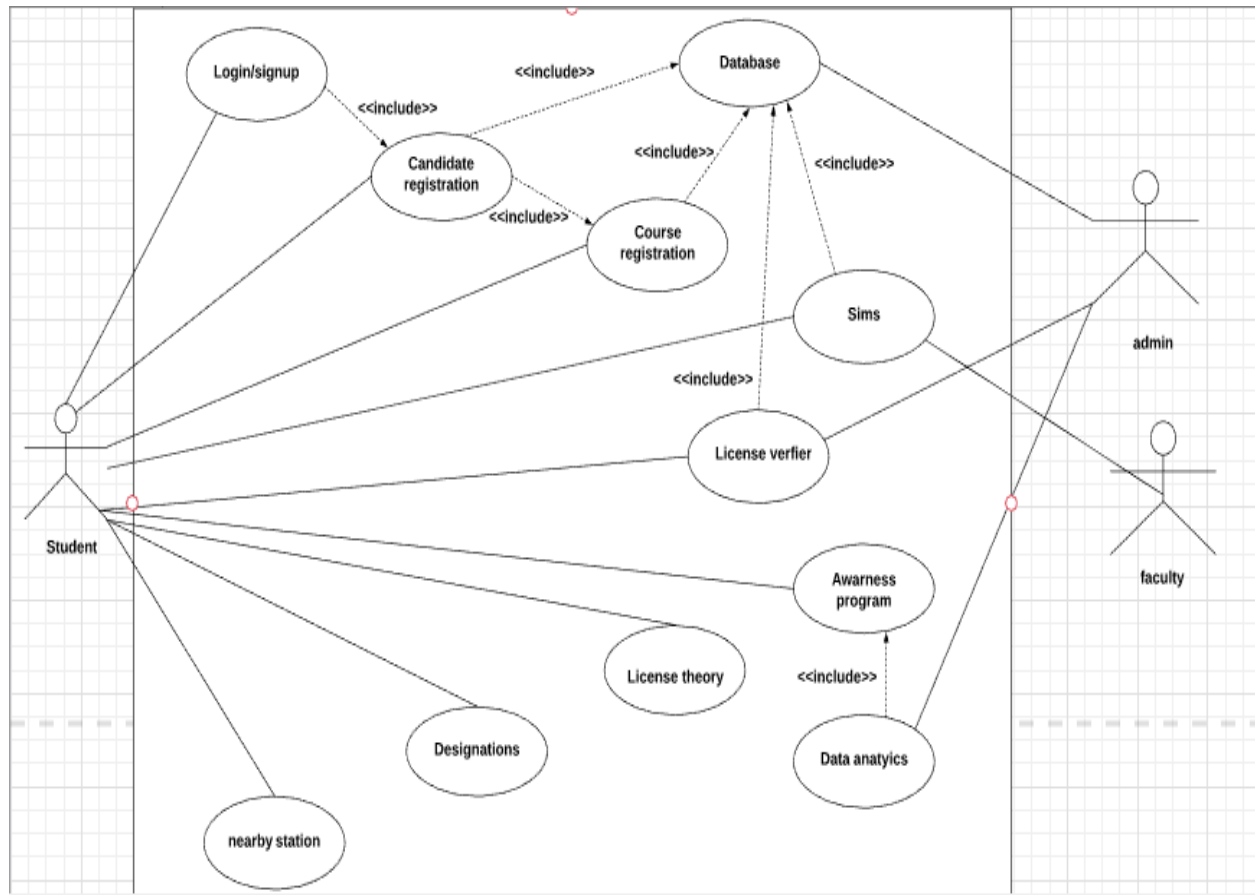 Login/signup
Database
<<include>>
<<include>>
Candidate
registration
<<include>>
<<include>>
<<include>>
Course
registration
Sims
admin
<<include>>
License verfier
Student
faculty
Awarness
program
License theory
<<include>>
Designations
Data anatyics
nearby station